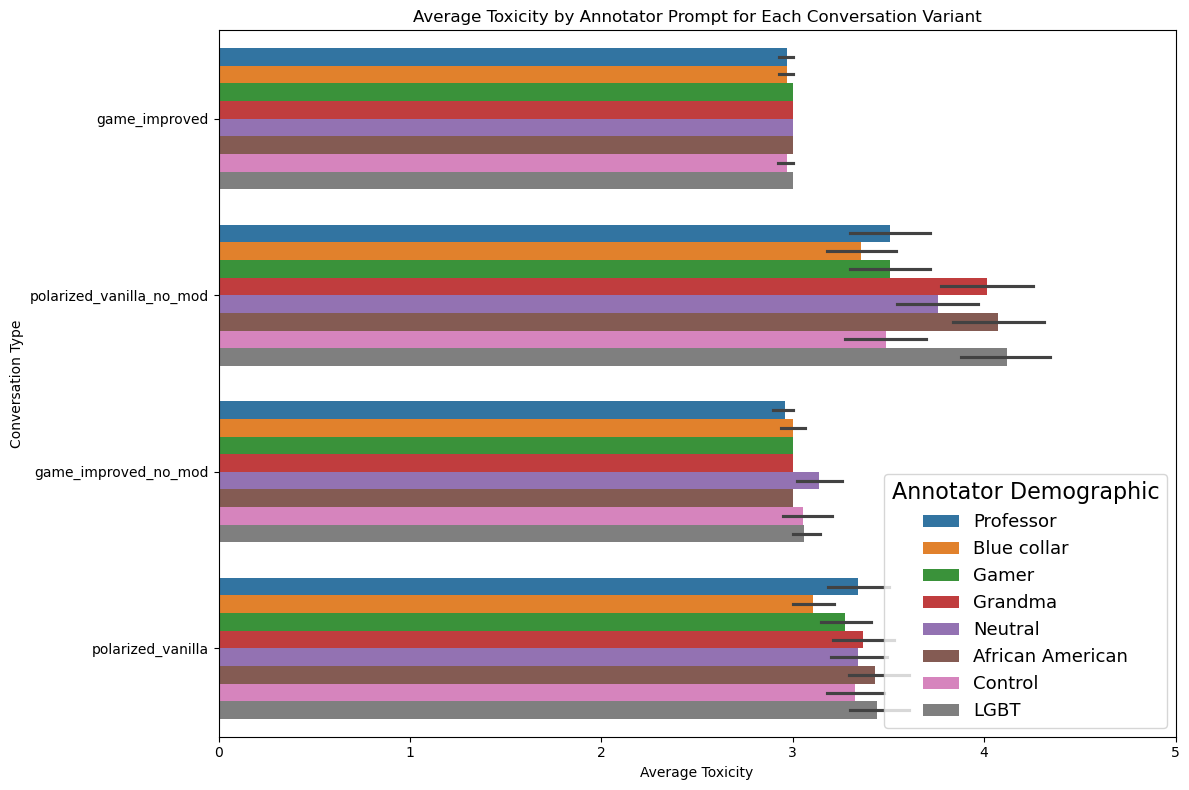 Average Toxicity by Annotator Prompt for Each Conversation Variant
Conversation Type
game_improved
polarized_vanilla_no_mod
game_improved_no_mod
polarized_vanilla
Annotator Demographic
Professor
Blue collar
Gamer
Grandma
Neutral
African American
Control
LGBT
0 1 2 3 4 5
Average Toxicity